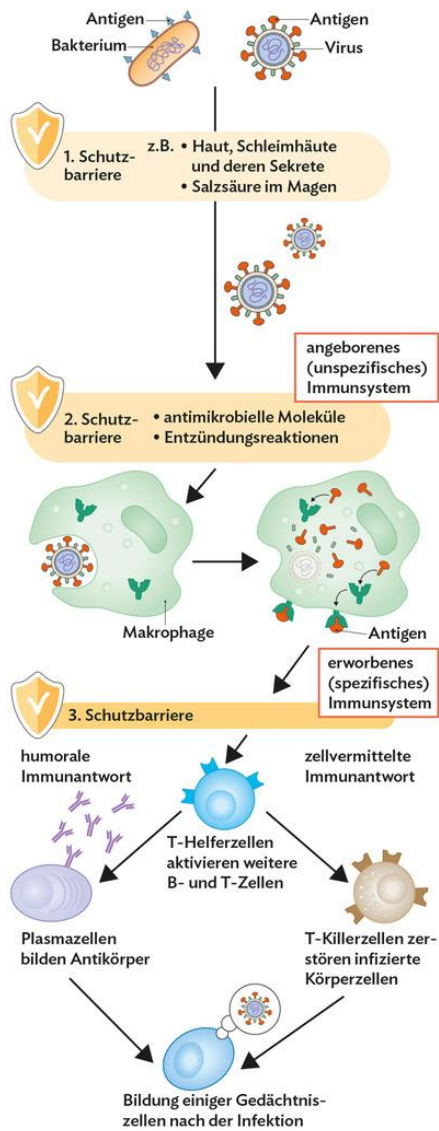 Antigen
Bakterium
Antigen
Virus
1. Schutz-
barriere
z.B. • Haut, Schleimhäute
und deren Sekrete
• Salzsäure im Magen
angeborenes
(unspezifisches)
Immunsystem
2. Schutz-
barriere
• antimikrobielle Moleküle
• Entzündungsreaktionen
Makrophage
Antigen
erworbenes
(spezifisches)
Immunsystem
3. Schutzbarriere
humorale
Immunantwort
zellvermittelte
Immunantwort
T-Helferzellen
aktivieren weitere
B- und T-Zellen
Plasmazellen
bilden Antikörper
T-Killerzellen zer-
stören infizierte
Körperzellen
Bildung einiger Gedächtnis-
zellen nach der Infektion